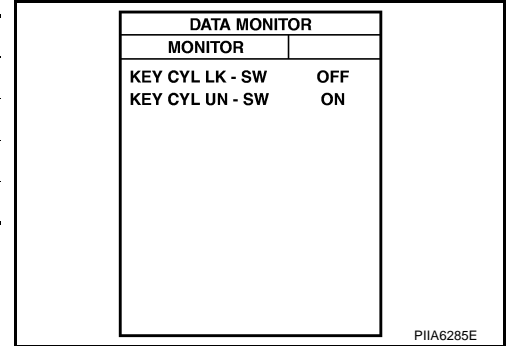 DATA MONITOR
MONITOR
KEY CYL LK - SW OFF
KEY CYL UN - SW ON
PIIA6285E